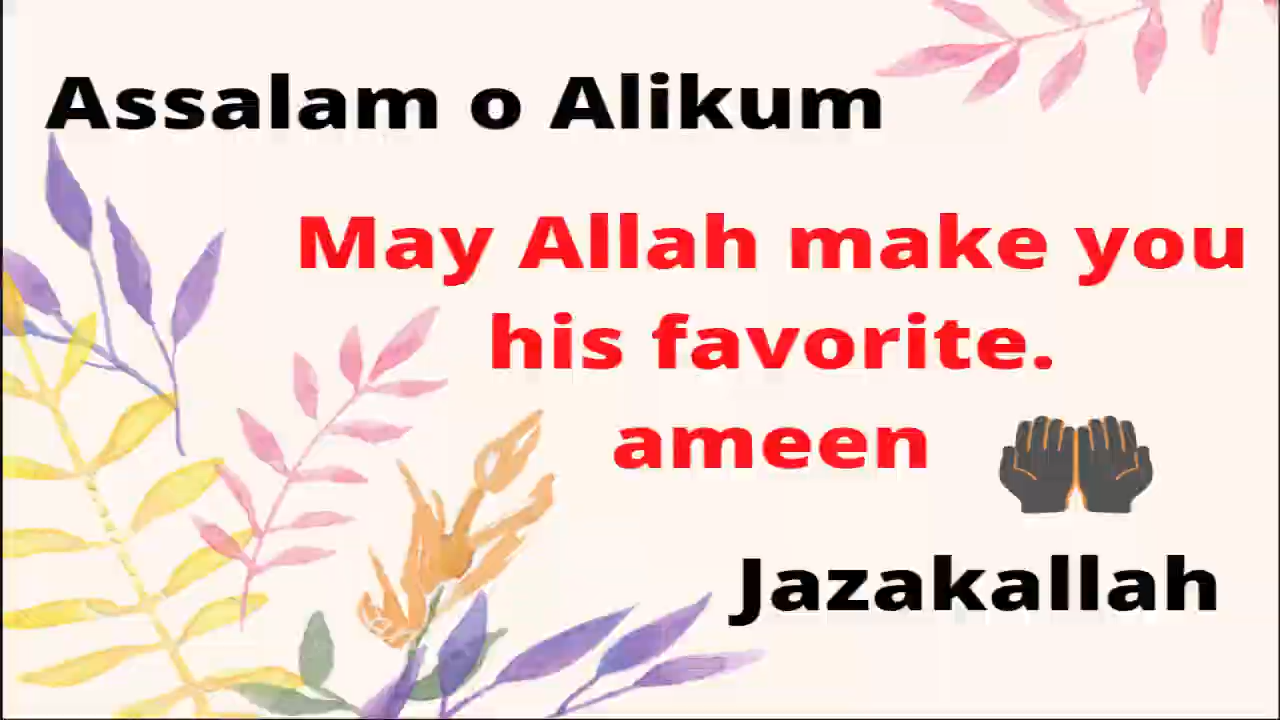 Assalam o Alikum
May Allah make you
his favorite.
ameen
Jazakallah